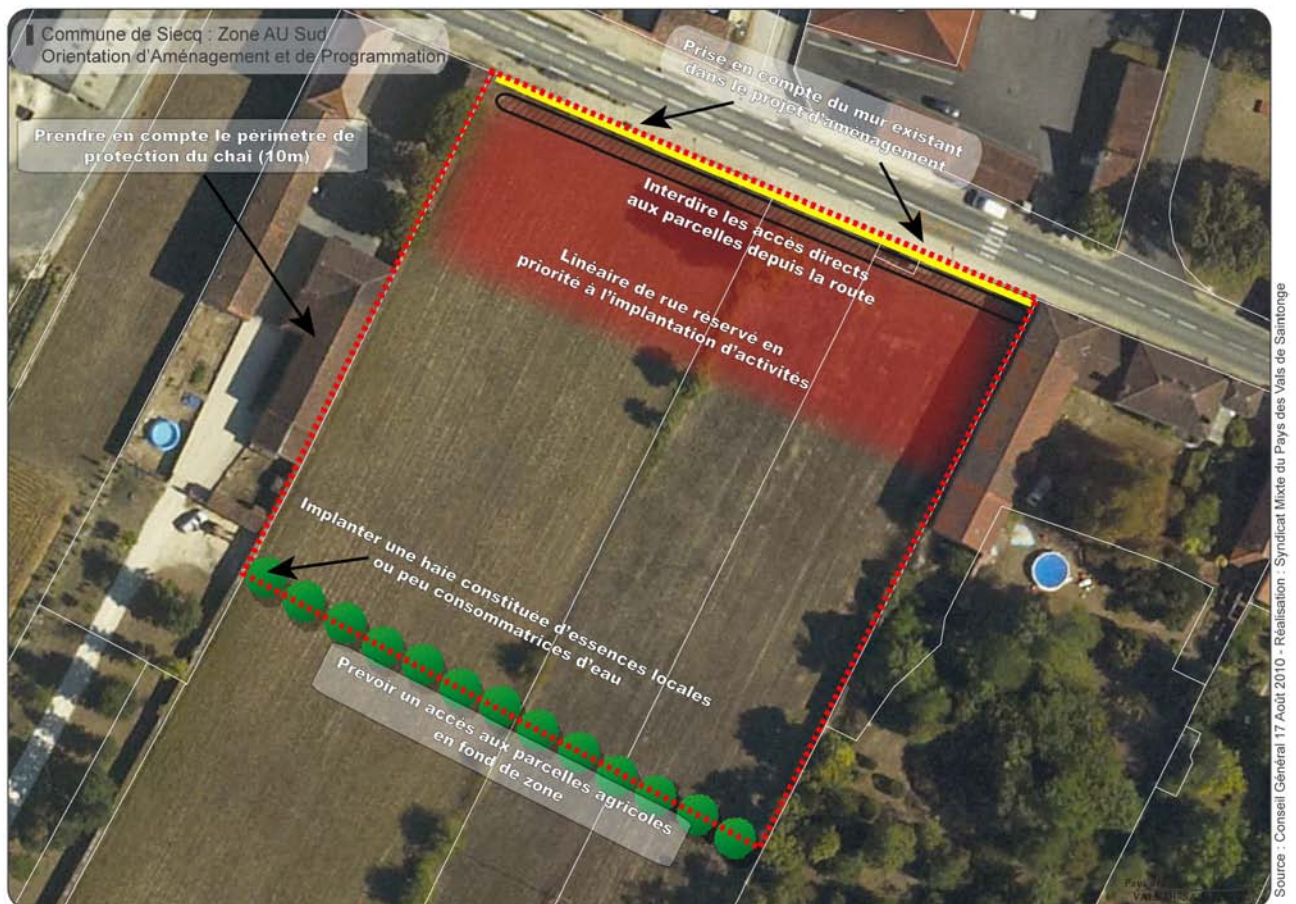 Commune de Siecq : Zone AU Sud
Orientation d'Aménagement et de Programmation
Prise en compte du mur existant
dans le projet d'aménagement
Prendre en compte le périmètre de
protection du chai (10m)
Interdire les accès directs
aux parcelles depuis la route
Linéaire de rue réservé en
priorité à l'implantation d'activités
Implanter une haie constituée d'essences locales
ou peu consommatrices d'eau
Prévoir un accès aux parcelles agricoles
en fond de zone
Source : Conseil Général 17 Août 2010 - Réalisation : Syndicat Mixte du Pays des Vals de Saintonge